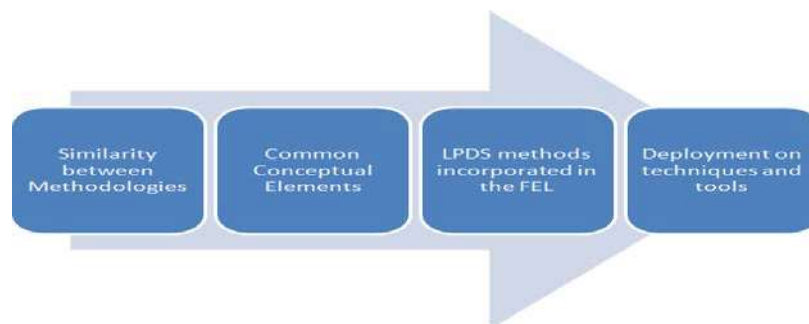 Similarity
between
Methodologies
Common
Conceptual
Elements
LPDS methods
incorporated in
the FEL
Deployment on
techniques and
tools